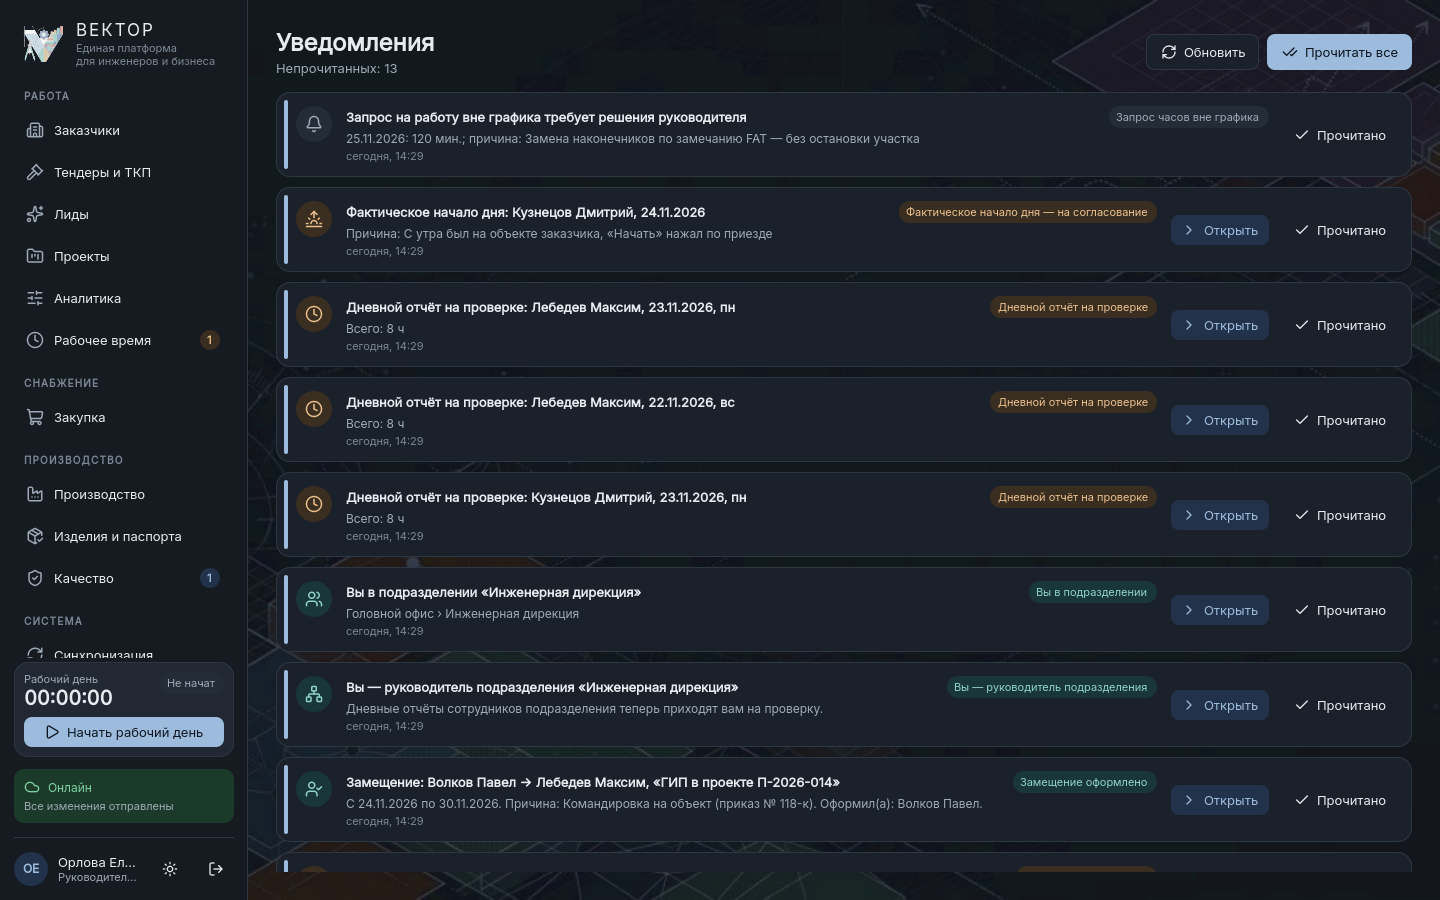 ВЕКТОР
Единая платформа
для инженеров и бизнеса
РАБОТА
Заказчики
Тендеры и ТКП
Лиды
Проекты
Аналитика
Рабочее время 1
СНАБЖЕНИЕ
Закупка
ПРОИЗВОДСТВО
Производство
Изделия и паспорта
Качество 1
СИСТЕМА
Синхронизация
Рабочий день
00:00:00
Не начат
Начать рабочий день
Онлайн
Все изменения отправлены
OE
Орлова Ел...
Руководител...
Уведомления
Непрочитанных: 13
Обновить
Прочитать все
Запрос на работу вне графика требует решения руководителя
25.11.2026: 120 мин.; причина: Замена наконечников по замечанию FAT — без остановки участка
сегодня, 14:29
Запрос часов вне графика
Прочитано
Фактическое начало дня: Кузнецов Дмитрий, 24.11.2026
Причина: С утра был на объекте заказчика, «Начать» нажал по приезде
сегодня, 14:29
Фактическое начало дня — на согласование
Открыть
Прочитано
Дневной отчёт на проверке: Лебедев Максим, 23.11.2026, пн
Всего: 8 ч
сегодня, 14:29
Дневной отчёт на проверке
Открыть
Прочитано
Дневной отчёт на проверке: Лебедев Максим, 22.11.2026, вс
Всего: 8 ч
сегодня, 14:29
Дневной отчёт на проверке
Открыть
Прочитано
Дневной отчёт на проверке: Кузнецов Дмитрий, 23.11.2026, пн
Всего: 8 ч
сегодня, 14:29
Дневной отчёт на проверке
Открыть
Прочитано
Вы в подразделении «Инженерная дирекция»
Головной офис › Инженерная дирекция
сегодня, 14:29
Вы в подразделении
Открыть
Прочитано
Вы — руководитель подразделения «Инженерная дирекция»
Дневные отчёты сотрудников подразделения теперь приходят вам на проверку.
сегодня, 14:29
Вы — руководитель подразделения
Открыть
Прочитано
Замещение: Волков Павел → Лебедев Максим, «ГИП в проекте П-2026-014»
С 24.11.2026 по 30.11.2026. Причина: Командировка на объект (приказ № 118-к). Оформил(а): Волков Павел.
сегодня, 14:29
Замещение оформлено
Открыть
Прочитано